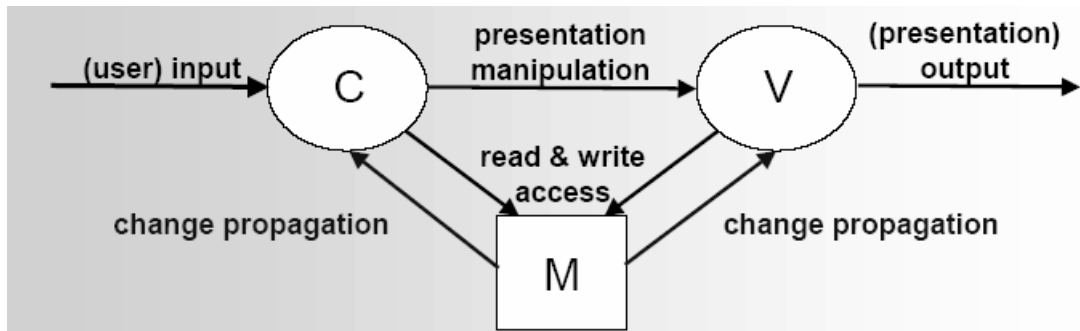 (user) input
C
presentation
manipulation
V
(presentation)
output
read & write
access
change propagation
change propagation
M